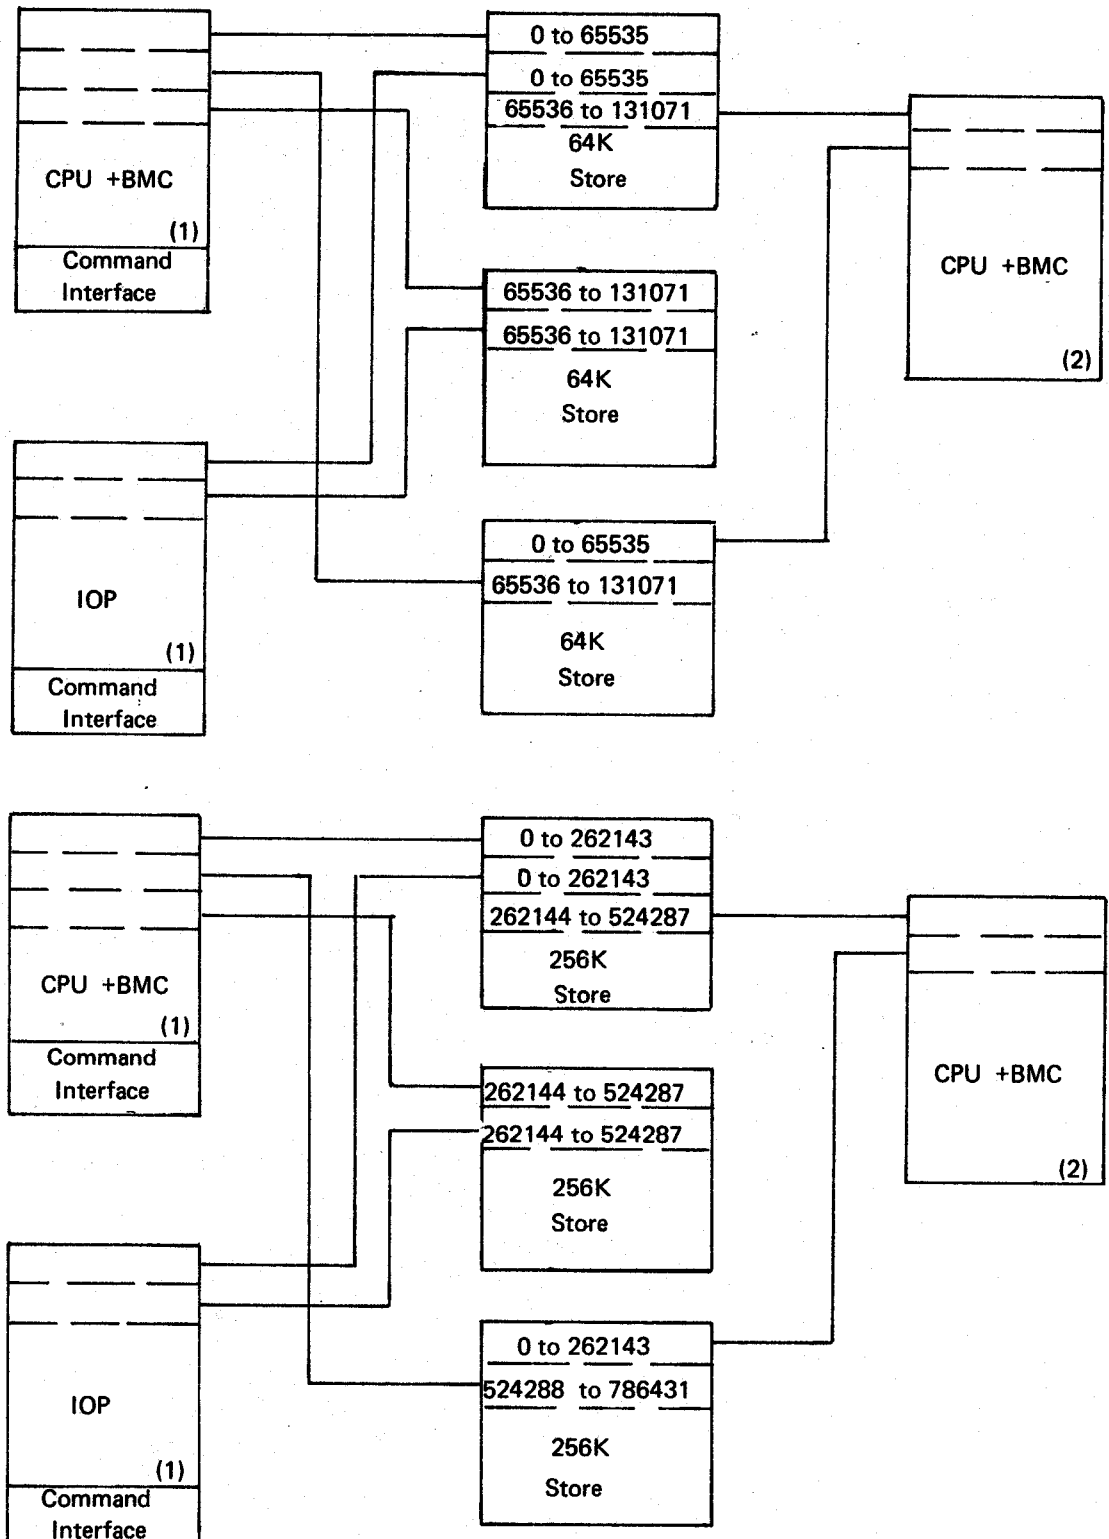 0 to 65535
0 to 65535
65536 to 131071
64K
Store
CPU +BMC
(1)
Command
Interface
CPU +BMC
(2)
65536 to 131071
65536 to 131071
64K
Store
IOP
(1)
Command
Interface
0 to 65535
65536 to 131071
64K
Store
0 to 262143
0 to 262143
262144 to 524287
256K
Store
CPU +BMC
(1)
Command
Interface
CPU +BMC
(2)
262144 to 524287
262144 to 524287
256K
Store
IOP
(1)
Command
Interface
0 to 262143
524288 to 786431
256K
Store